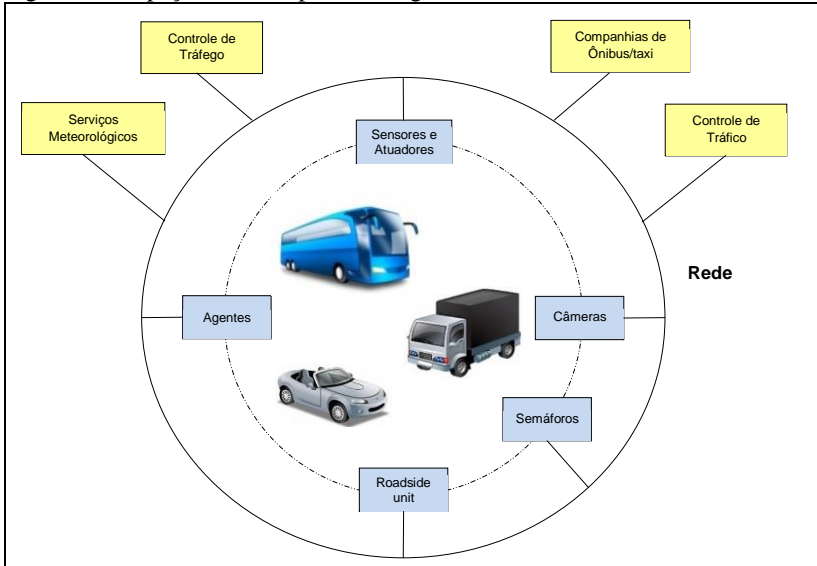 Controle de
Tráfego
Companhias de
Ônibus/taxi
Serviços
Meteorológicos
Controle de
Tráfico
Sensores e
Atuadores
Rede
Agentes
Câmeras
Semáforos
Roadside
unit